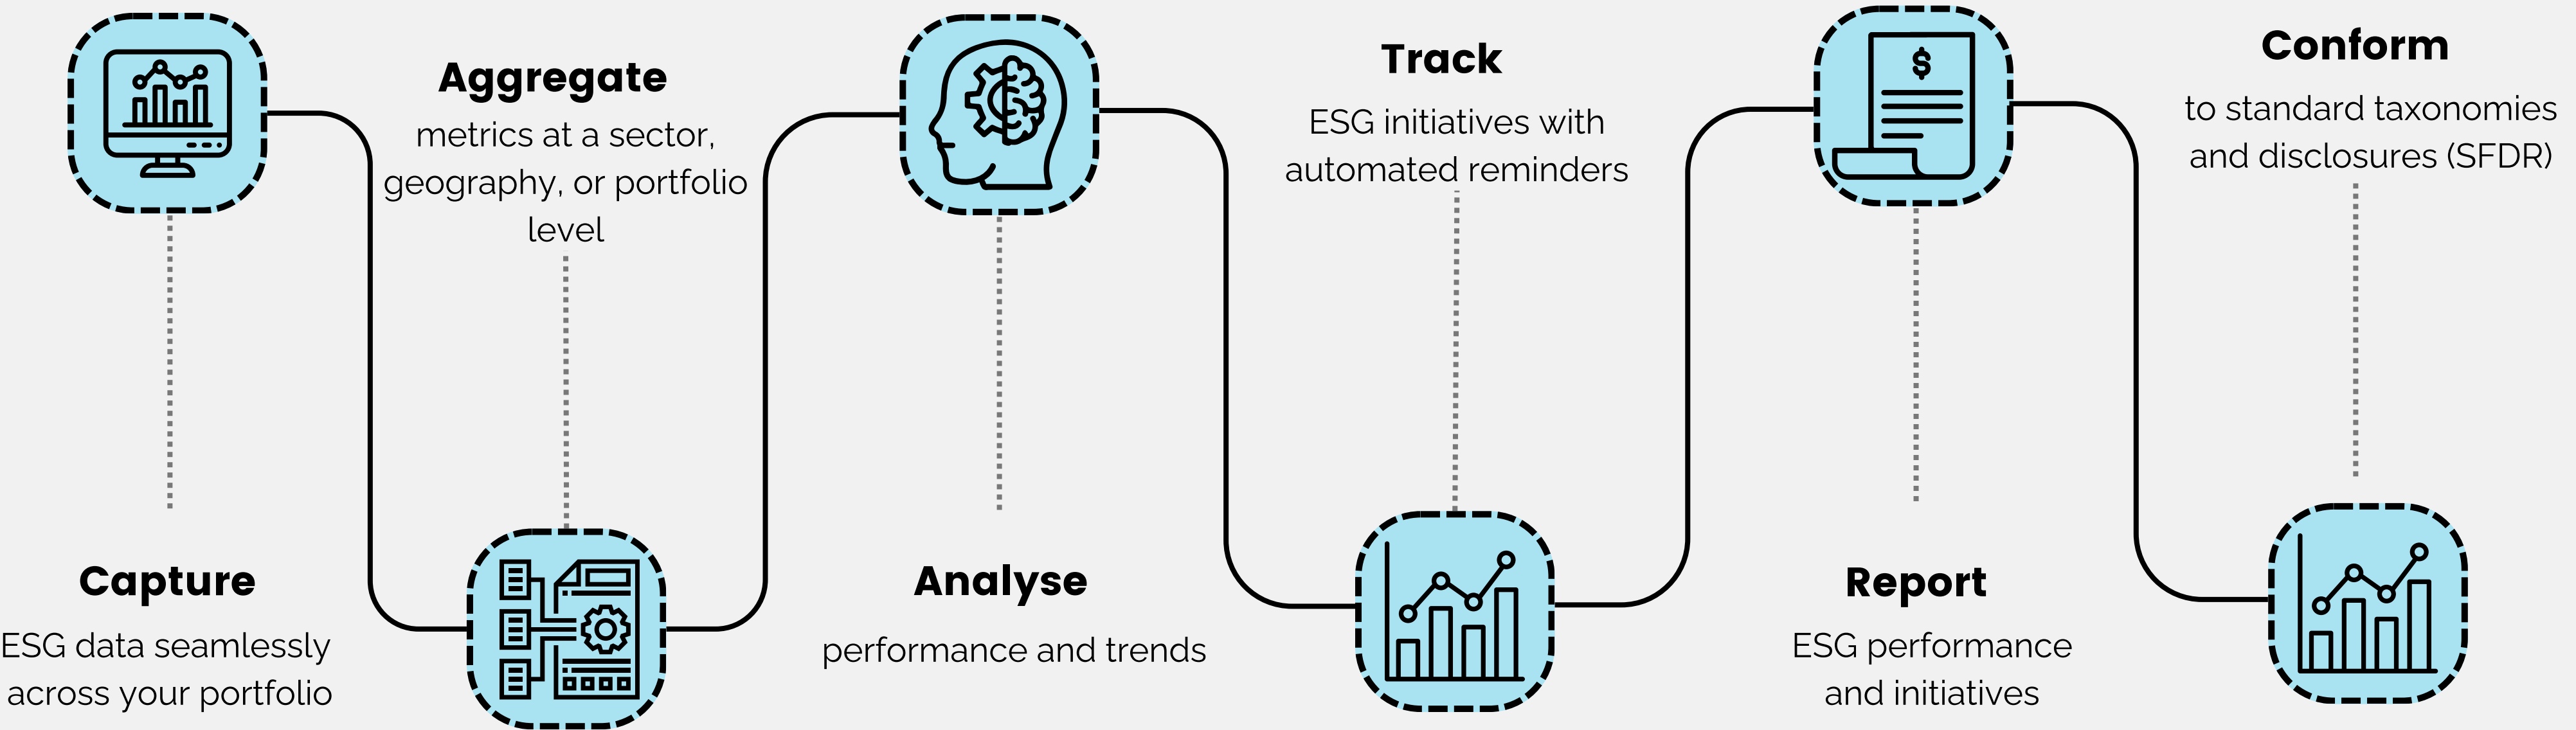 Capture
ESG data seamlessly
across your portfolio
Aggregate
metrics at a sector,
geography, or portfolio
level
Analyse
performance and trends
Track
ESG initiatives with
automated reminders
$
Report
ESG performance
and initiatives
Conform
to standard taxonomies
and disclosures (SFDR)